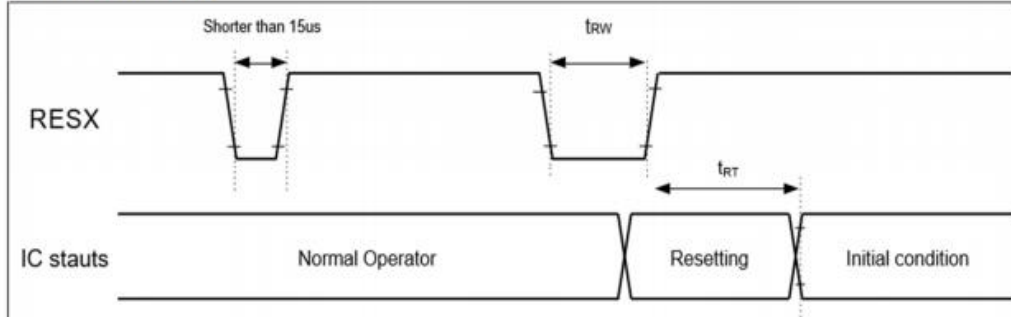 Shorter than 15us
tRW
RESX
tRT
IC stauts
Normal Operator
Resetting
Initial condition